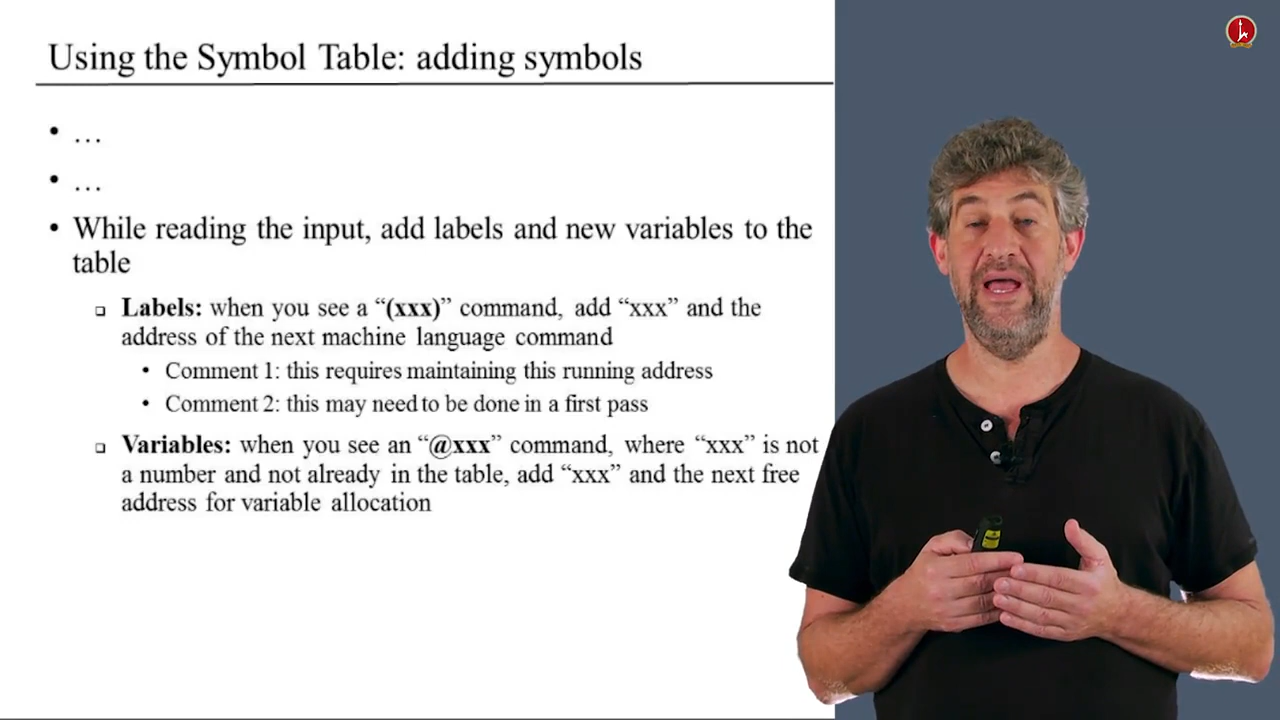 Using the Symbol Table: adding symbols
• …
• …
• While reading the input, add labels and new variables to the
table
❑ Labels: when you see a “(xxx)” command, add “xxx” and the
address of the next machine language command
• Comment 1: this requires maintaining this running address
• Comment 2: this may need to be done in a first pass
❑ Variables: when you see an “@xxx” command, where “xxx” is not
a number and not already in the table, add “xxx” and the next free
address for variable allocation